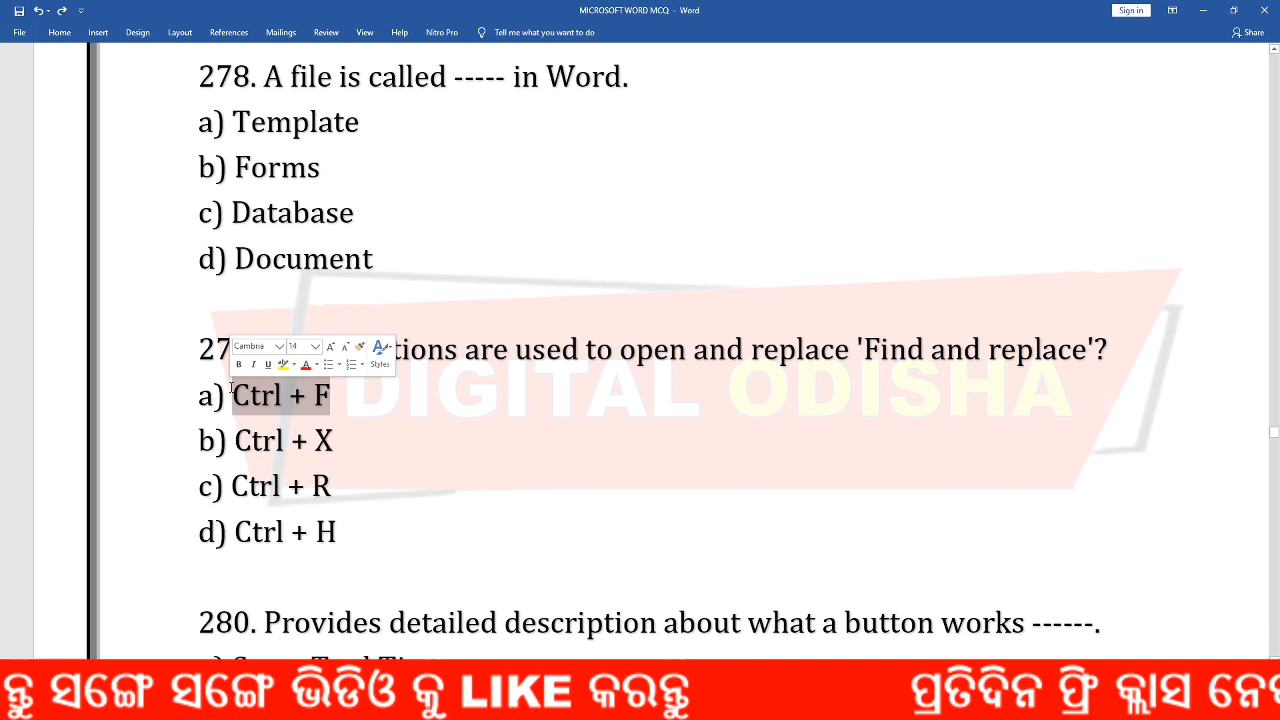 MICROSOFT WORD MCQ - Word
Sign in
File Home Insert Design Layout References Mailings Review View Help Nitro Pro Tell me what you want to do Share
278. A file is called ----- in Word.
a) Template
b) Forms
c) Database
d) Document
27 tions are used to open and replace 'Find and replace'?
Cambria 14
B I U ab A Styles
a) Ctrl + F
DIGITAL ODISHA
b) Ctrl + X
c) Ctrl + R
d) Ctrl + H
280. Provides detailed description about what a button works ------.
ନ୍ତୁ ସଙ୍ଗେ ସଙ୍ଗେ ଭିଡିଓ କୁ LIKE କରନ୍ତୁ ପ୍ରତିଦିନ ଫ୍ରି କ୍ଲାସ